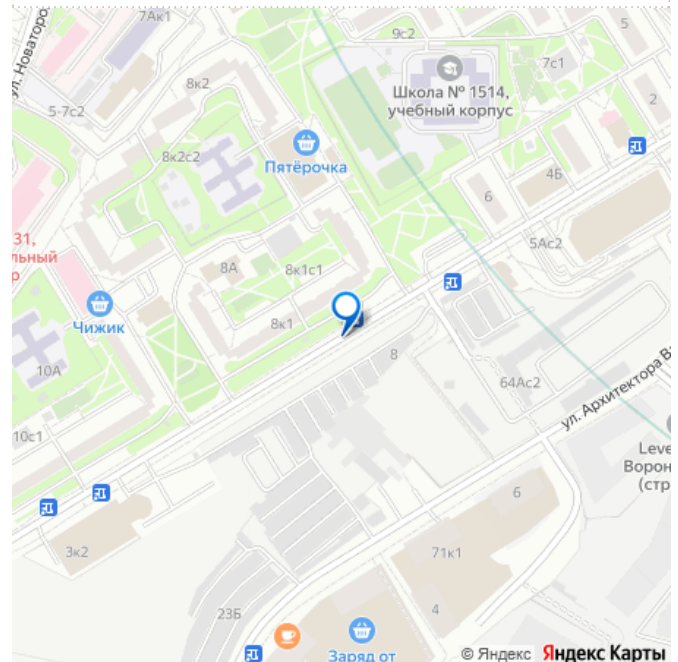 7Ак1
9с2
ул. Новаторо
8к2
Школа № 1514,
учебный корпус
7с1
2
5-7с2
8к2с2
Пятёрочка
4Б
6
31,
льный
р
8А
8к1с1
5Ас2
Чижик
8к1
10А
8
64Ас2
ул. Архитектора В
10с1
Leve
Ворон
(стр
6
3к2
71к1
23Б
4
Заряд от
© Яндекс Яндекс Карты